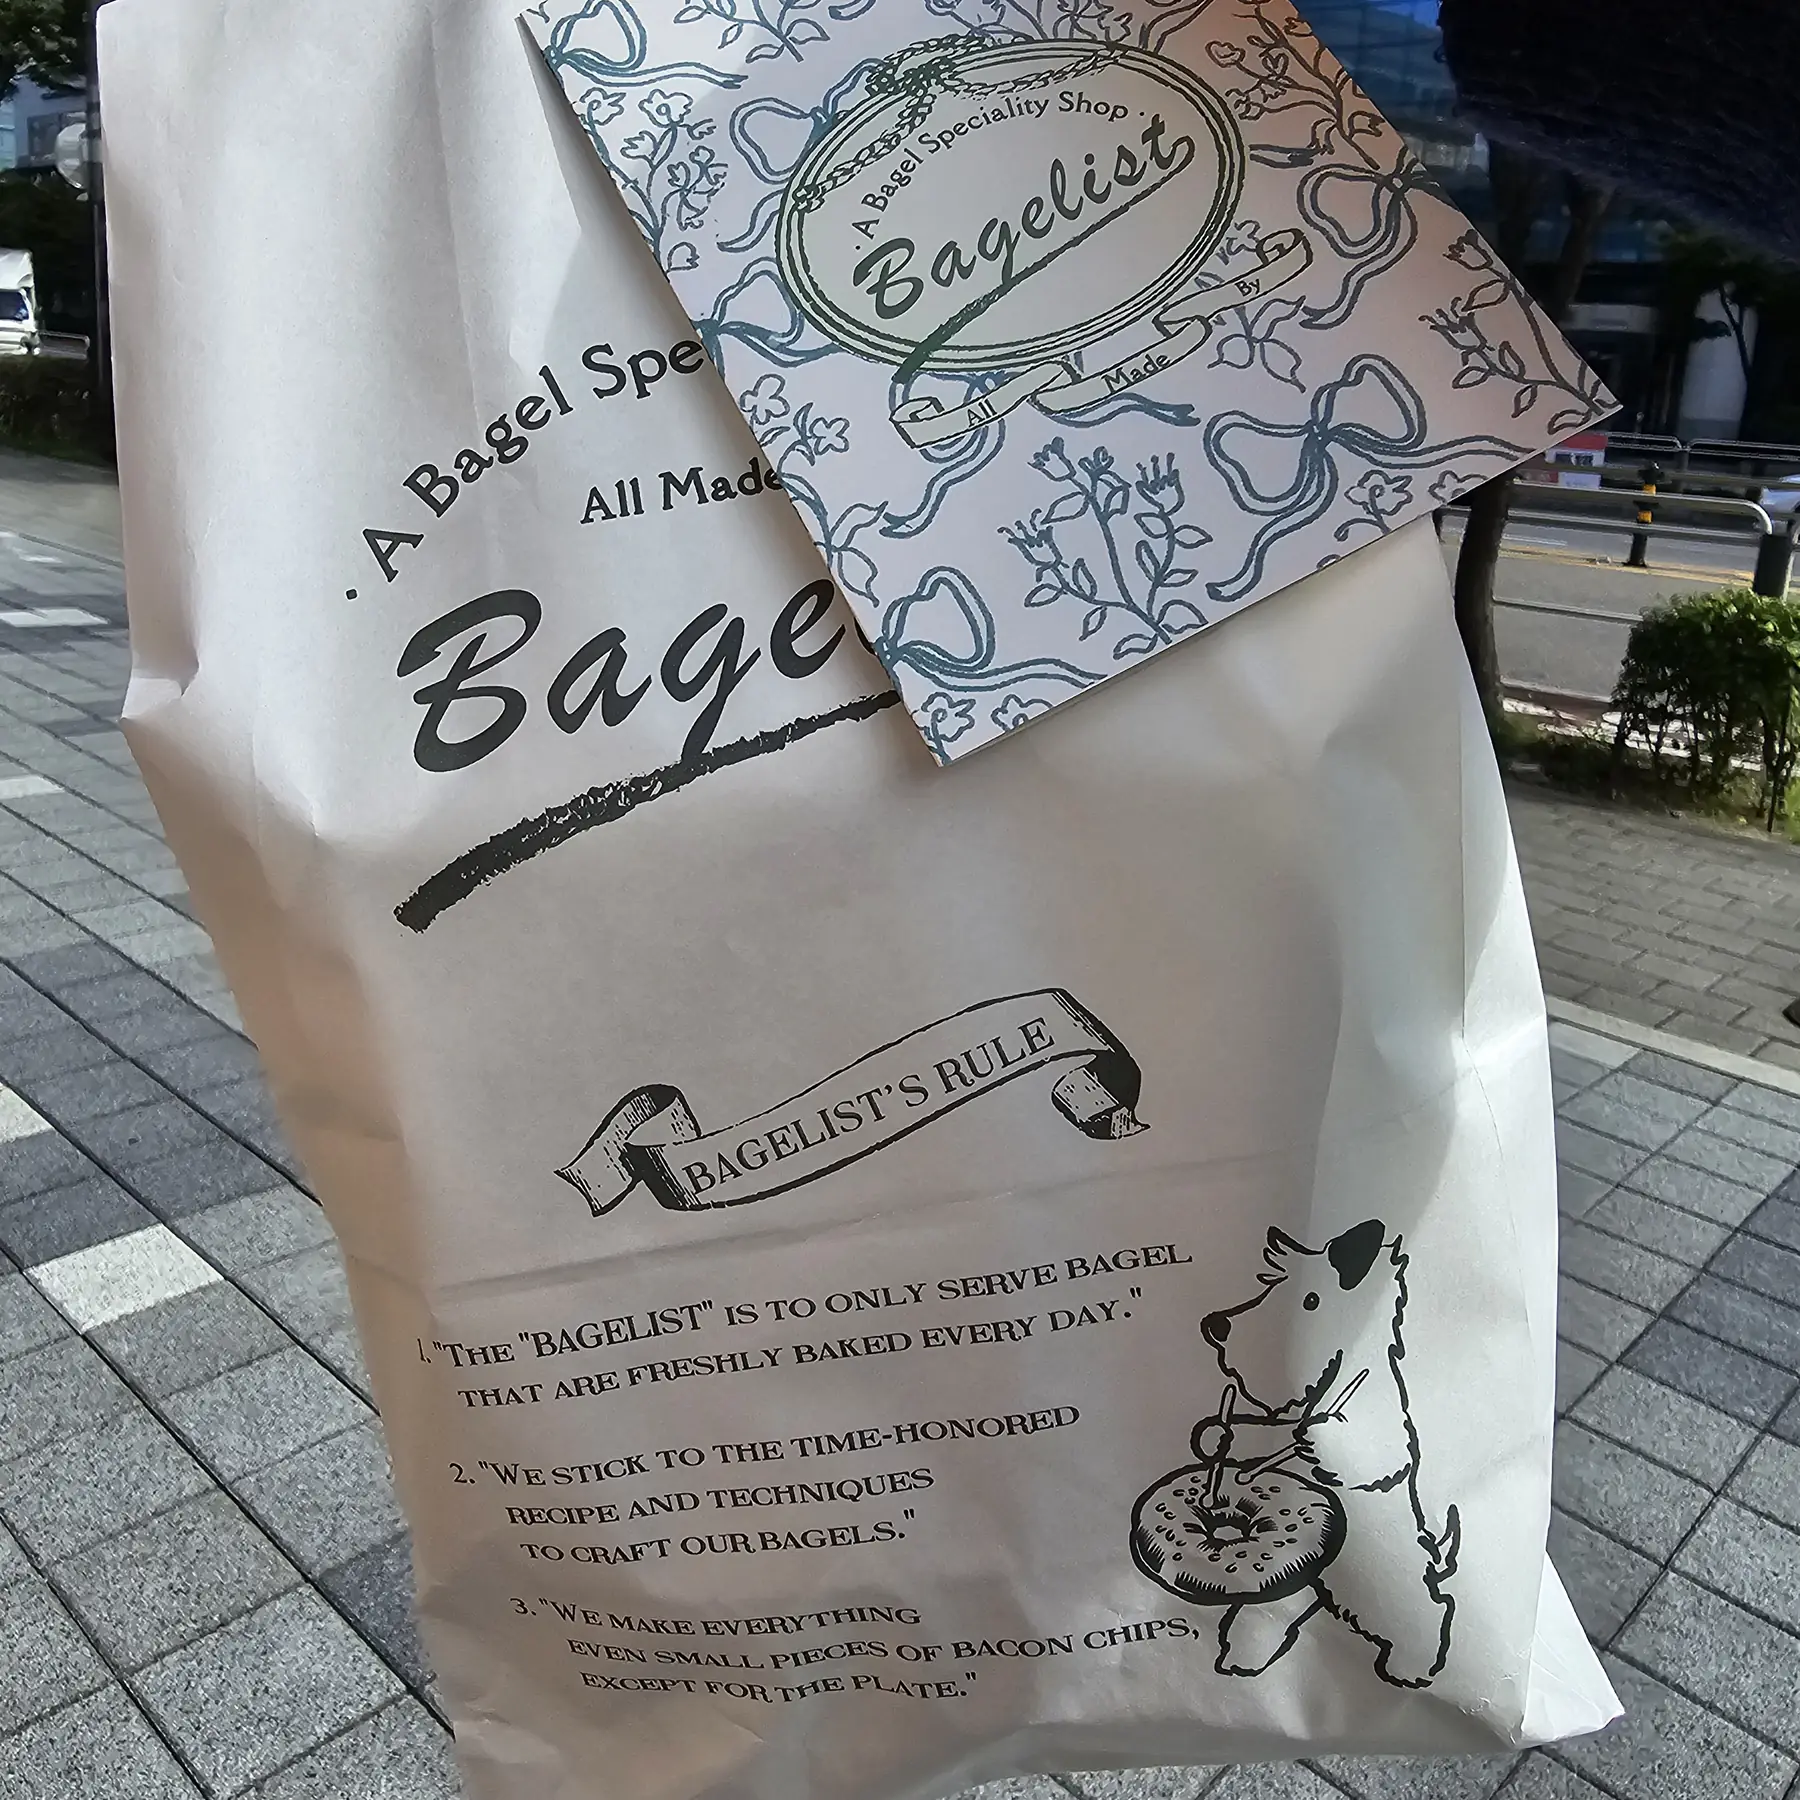 · A Bagel Speciality Shop ·
Bagelist
All Made By
· A Bagel Spe
All Made
Bage
BAGELIST'S RULE
1. "THE "BAGELIST" IS TO ONLY SERVE BAGEL
THAT ARE FRESHLY BAKED EVERY DAY."
2. "WE STICK TO THE TIME-HONORED
RECIPE AND TECHNIQUES
TO CRAFT OUR BAGELS."
3. "WE MAKE EVERYTHING
EVEN SMALL PIECES OF BACON CHIPS,
EXCEPT FOR THE PLATE."